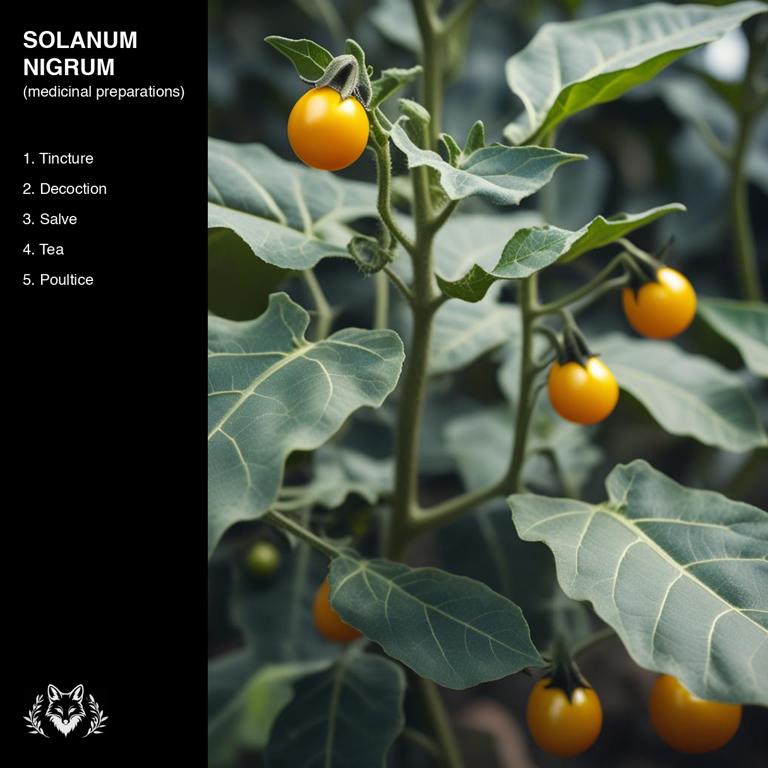 SOLANUM
NIGRUM
(medicinal preparations)
1. Tincture
2. Decoction
3. Salve
4. Tea
5. Poultice